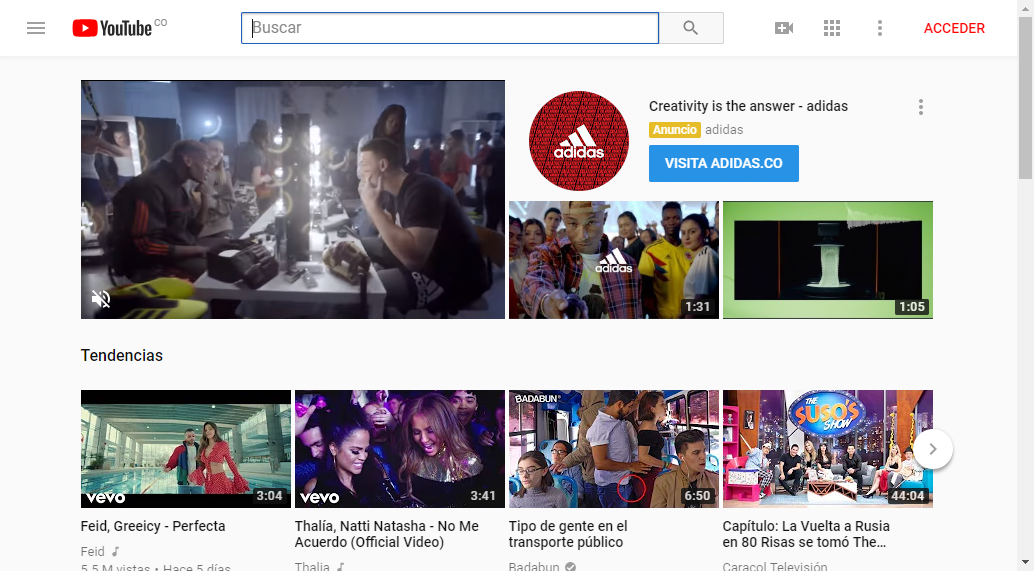 YouTube CO
Buscar
ACCEDER
Creativity is the answer - adidas
Anuncio adidas
VISITA ADIDAS.CO
adidas
adidas
1:31
1:05
Tendencias
vevo
3:04
vevo
3:41
BADABUN
6:50
THE
SUSO'S
SHOW
44:04
Feid, Greeicy - Perfecta
Feid
5,5 M vistas • Hace 5 días
Thalía, Natti Natasha - No Me
Acuerdo (Official Video)
Thalia
Tipo de gente en el
transporte público
Badabun
Capítulo: La Vuelta a Rusia
en 80 Risas se tomó The...
Caracol Televisión